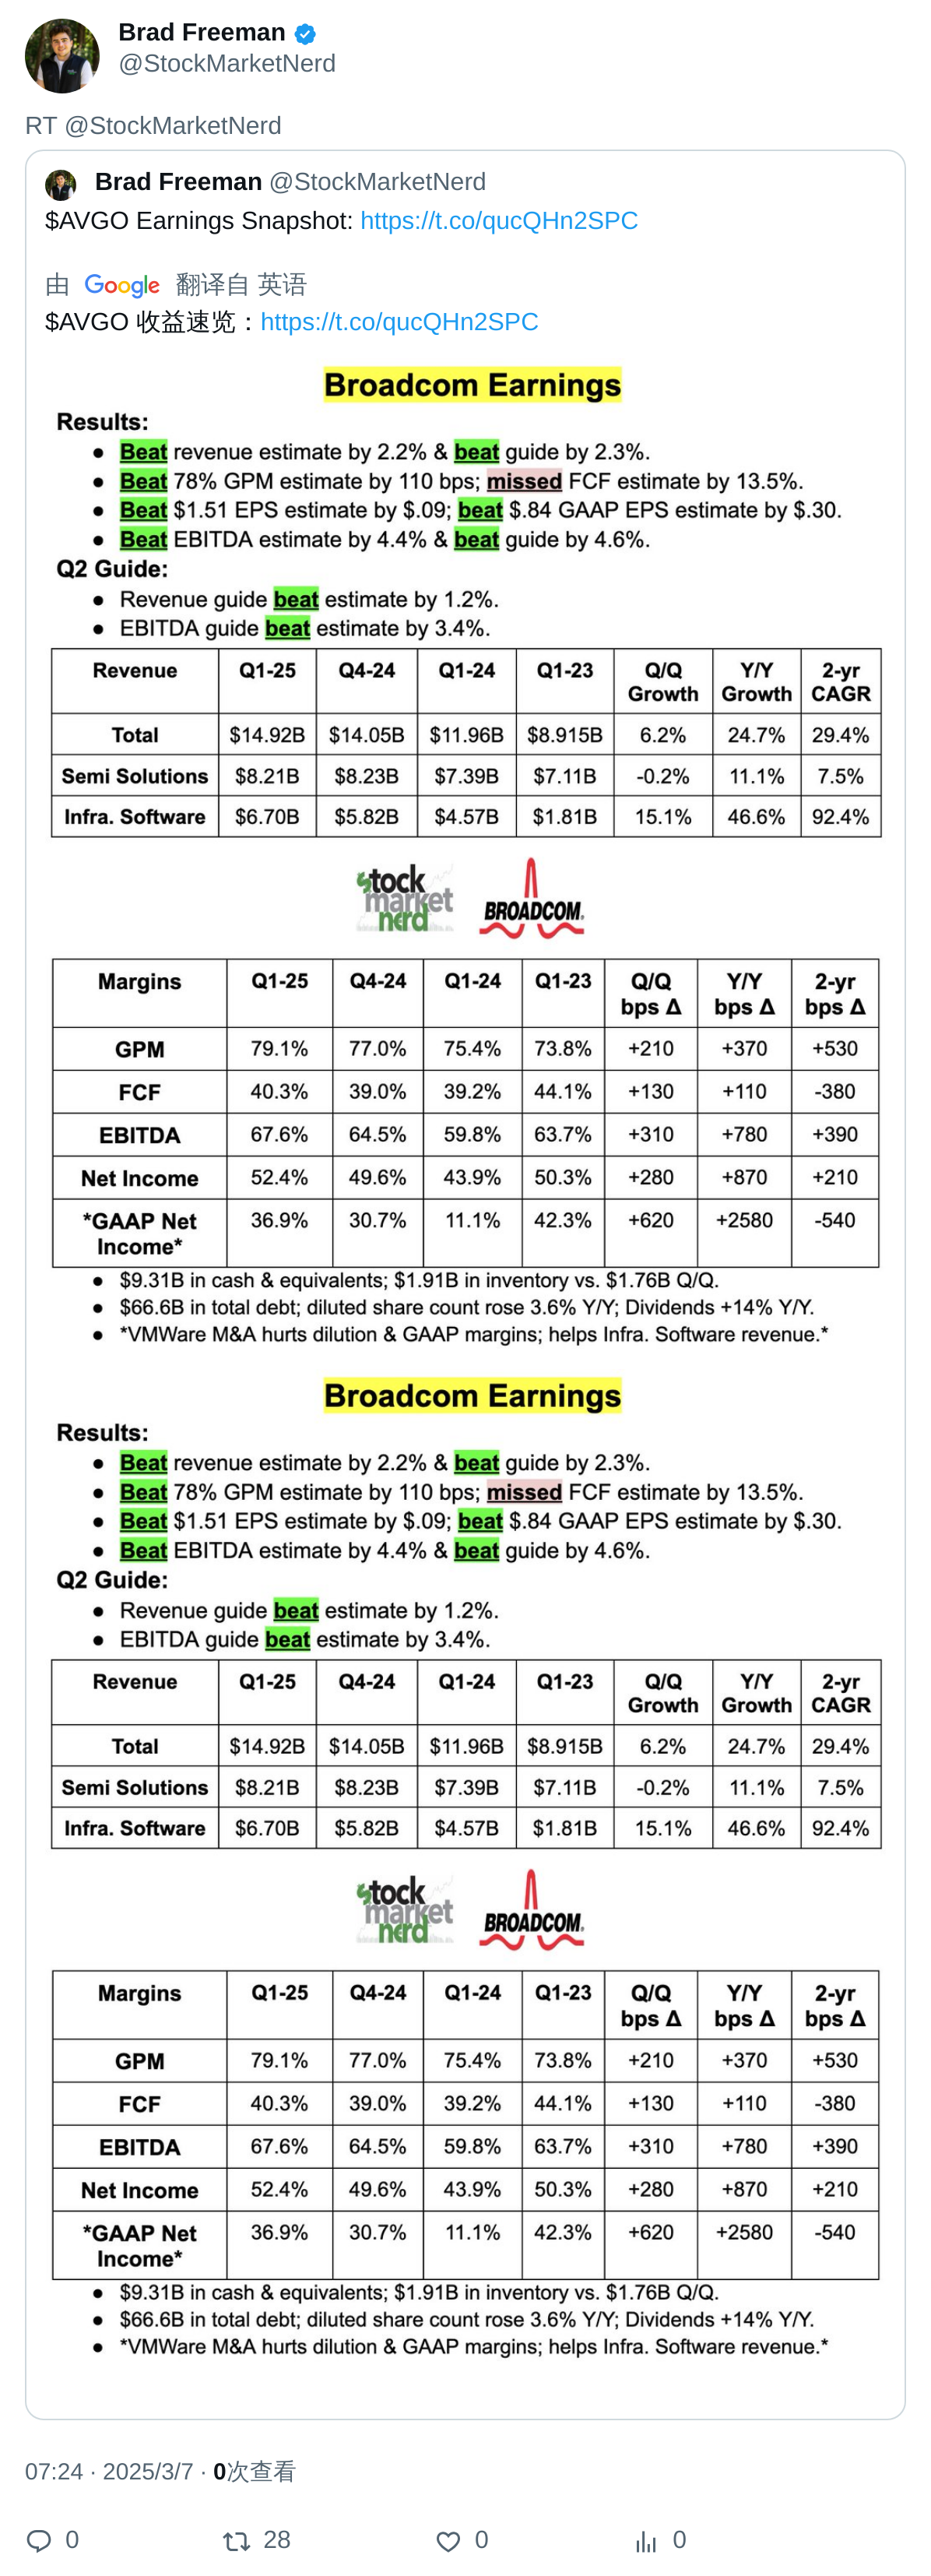 Brad Freeman
@StockMarketNerd
RT @StockMarketNerd
Brad Freeman @StockMarketNerd
$AVGO Earnings Snapshot: https://t.co/qucQHn2SPC
由 Google 翻译自 英语
$AVGO 收益速览：https://t.co/qucQHn2SPC
Broadcom Earnings
Results:
● Beat revenue estimate by 2.2% & beat guide by 2.3%.
● Beat 78% GPM estimate by 110 bps; missed FCF estimate by 13.5%.
● Beat $1.51 EPS estimate by $.09; beat $.84 GAAP EPS estimate by $.30.
● Beat EBITDA estimate by 4.4% & beat guide by 4.6%.
Q2 Guide:
● Revenue guide beat estimate by 1.2%.
● EBITDA guide beat estimate by 3.4%.
Revenue Q1-25 Q4-24 Q1-24 Q1-23 Q/Q Y/Y 2-yr
Growth Growth CAGR
Total $14.92B $14.05B $11.96B $8.915B 6.2% 24.7% 29.4%
Semi Solutions $8.21B $8.23B $7.39B $7.11B -0.2% 11.1% 7.5%
Infra. Software $6.70B $5.82B $4.57B $1.81B 15.1% 46.6% 92.4%
stock
market
nerd
BROADCOM.
Margins Q1-25 Q4-24 Q1-24 Q1-23 Q/Q Y/Y 2-yr
bps Δ bps Δ bps Δ
GPM 79.1% 77.0% 75.4% 73.8% +210 +370 +530
FCF 40.3% 39.0% 39.2% 44.1% +130 +110 -380
EBITDA 67.6% 64.5% 59.8% 63.7% +310 +780 +390
Net Income 52.4% 49.6% 43.9% 50.3% +280 +870 +210
*GAAP Net 36.9% 30.7% 11.1% 42.3% +620 +2580 -540
Income*
● $9.31B in cash & equivalents; $1.91B in inventory vs. $1.76B Q/Q.
● $66.6B in total debt; diluted share count rose 3.6% Y/Y; Dividends +14% Y/Y.
● *VMWare M&A hurts dilution & GAAP margins; helps Infra. Software revenue.*
Broadcom Earnings
Results:
● Beat revenue estimate by 2.2% & beat guide by 2.3%.
● Beat 78% GPM estimate by 110 bps; missed FCF estimate by 13.5%.
● Beat $1.51 EPS estimate by $.09; beat $.84 GAAP EPS estimate by $.30.
● Beat EBITDA estimate by 4.4% & beat guide by 4.6%.
Q2 Guide:
● Revenue guide beat estimate by 1.2%.
● EBITDA guide beat estimate by 3.4%.
Revenue Q1-25 Q4-24 Q1-24 Q1-23 Q/Q Y/Y 2-yr
Growth Growth CAGR
Total $14.92B $14.05B $11.96B $8.915B 6.2% 24.7% 29.4%
Semi Solutions $8.21B $8.23B $7.39B $7.11B -0.2% 11.1% 7.5%
Infra. Software $6.70B $5.82B $4.57B $1.81B 15.1% 46.6% 92.4%
stock
market
nerd
BROADCOM.
Margins Q1-25 Q4-24 Q1-24 Q1-23 Q/Q Y/Y 2-yr
bps Δ bps Δ bps Δ
GPM 79.1% 77.0% 75.4% 73.8% +210 +370 +530
FCF 40.3% 39.0% 39.2% 44.1% +130 +110 -380
EBITDA 67.6% 64.5% 59.8% 63.7% +310 +780 +390
Net Income 52.4% 49.6% 43.9% 50.3% +280 +870 +210
*GAAP Net 36.9% 30.7% 11.1% 42.3% +620 +2580 -540
Income*
● $9.31B in cash & equivalents; $1.91B in inventory vs. $1.76B Q/Q.
● $66.6B in total debt; diluted share count rose 3.6% Y/Y; Dividends +14% Y/Y.
● *VMWare M&A hurts dilution & GAAP margins; helps Infra. Software revenue.*
07:24 · 2025/3/7 · 0次查看
0 28 0 0